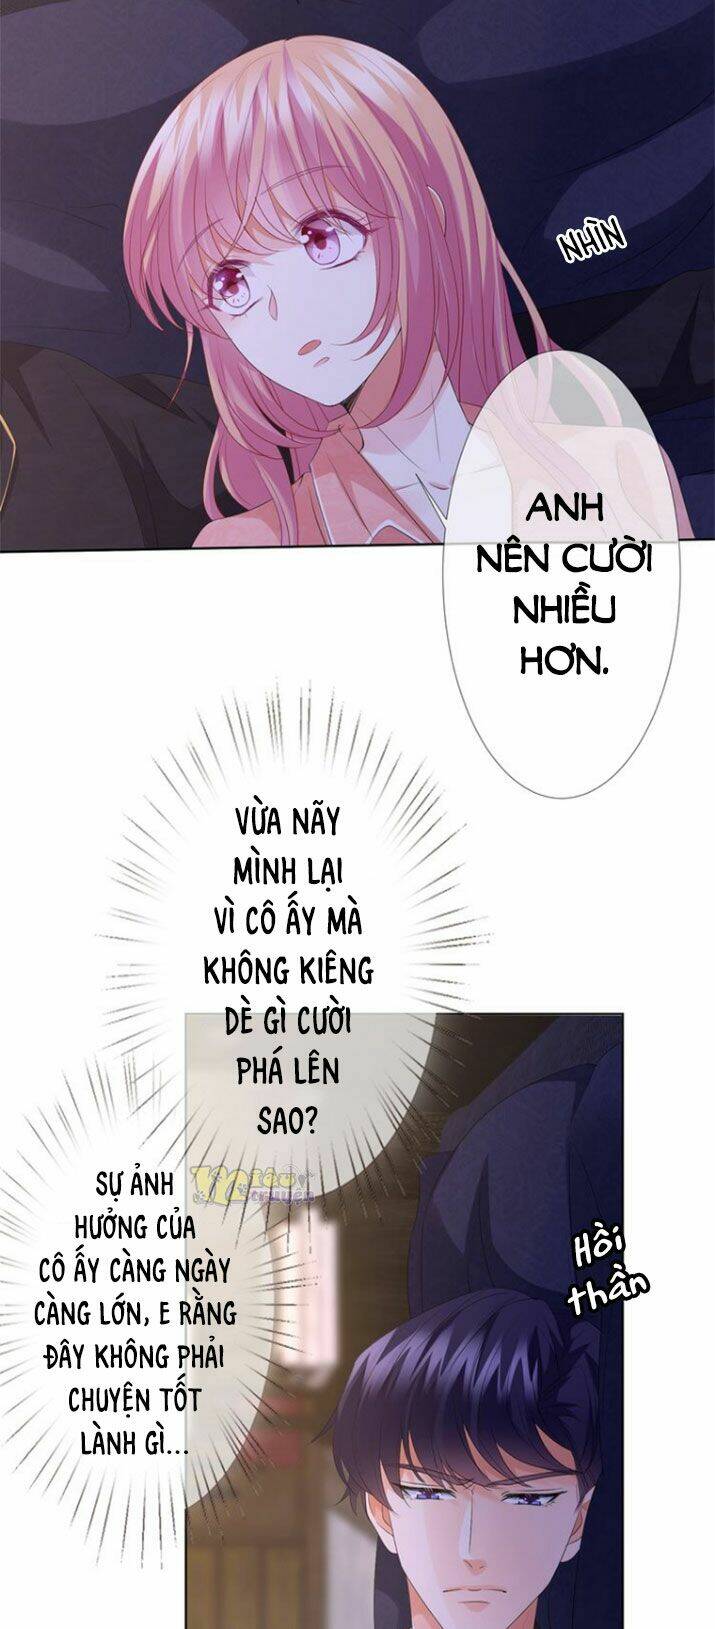 NHÌN
ANH
NÊN CƯỜI
NHIỀU
HƠN.
VỪA NÃY
MÌNH LẠI
VÌ CÔ ẤY MÀ
KHÔNG KIÊNG
DÈ GÌ CƯỜI
PHÁ LÊN
SAO?
Miêu
truyện
SỰ ẢNH
HƯỞNG CỦA
CÔ ẤY CÀNG NGÀY
CÀNG LỚN, E RẰNG
ĐÂY KHÔNG PHẢI
CHUYỆN TỐT
LÀNH GÌ...
Hồi
thần